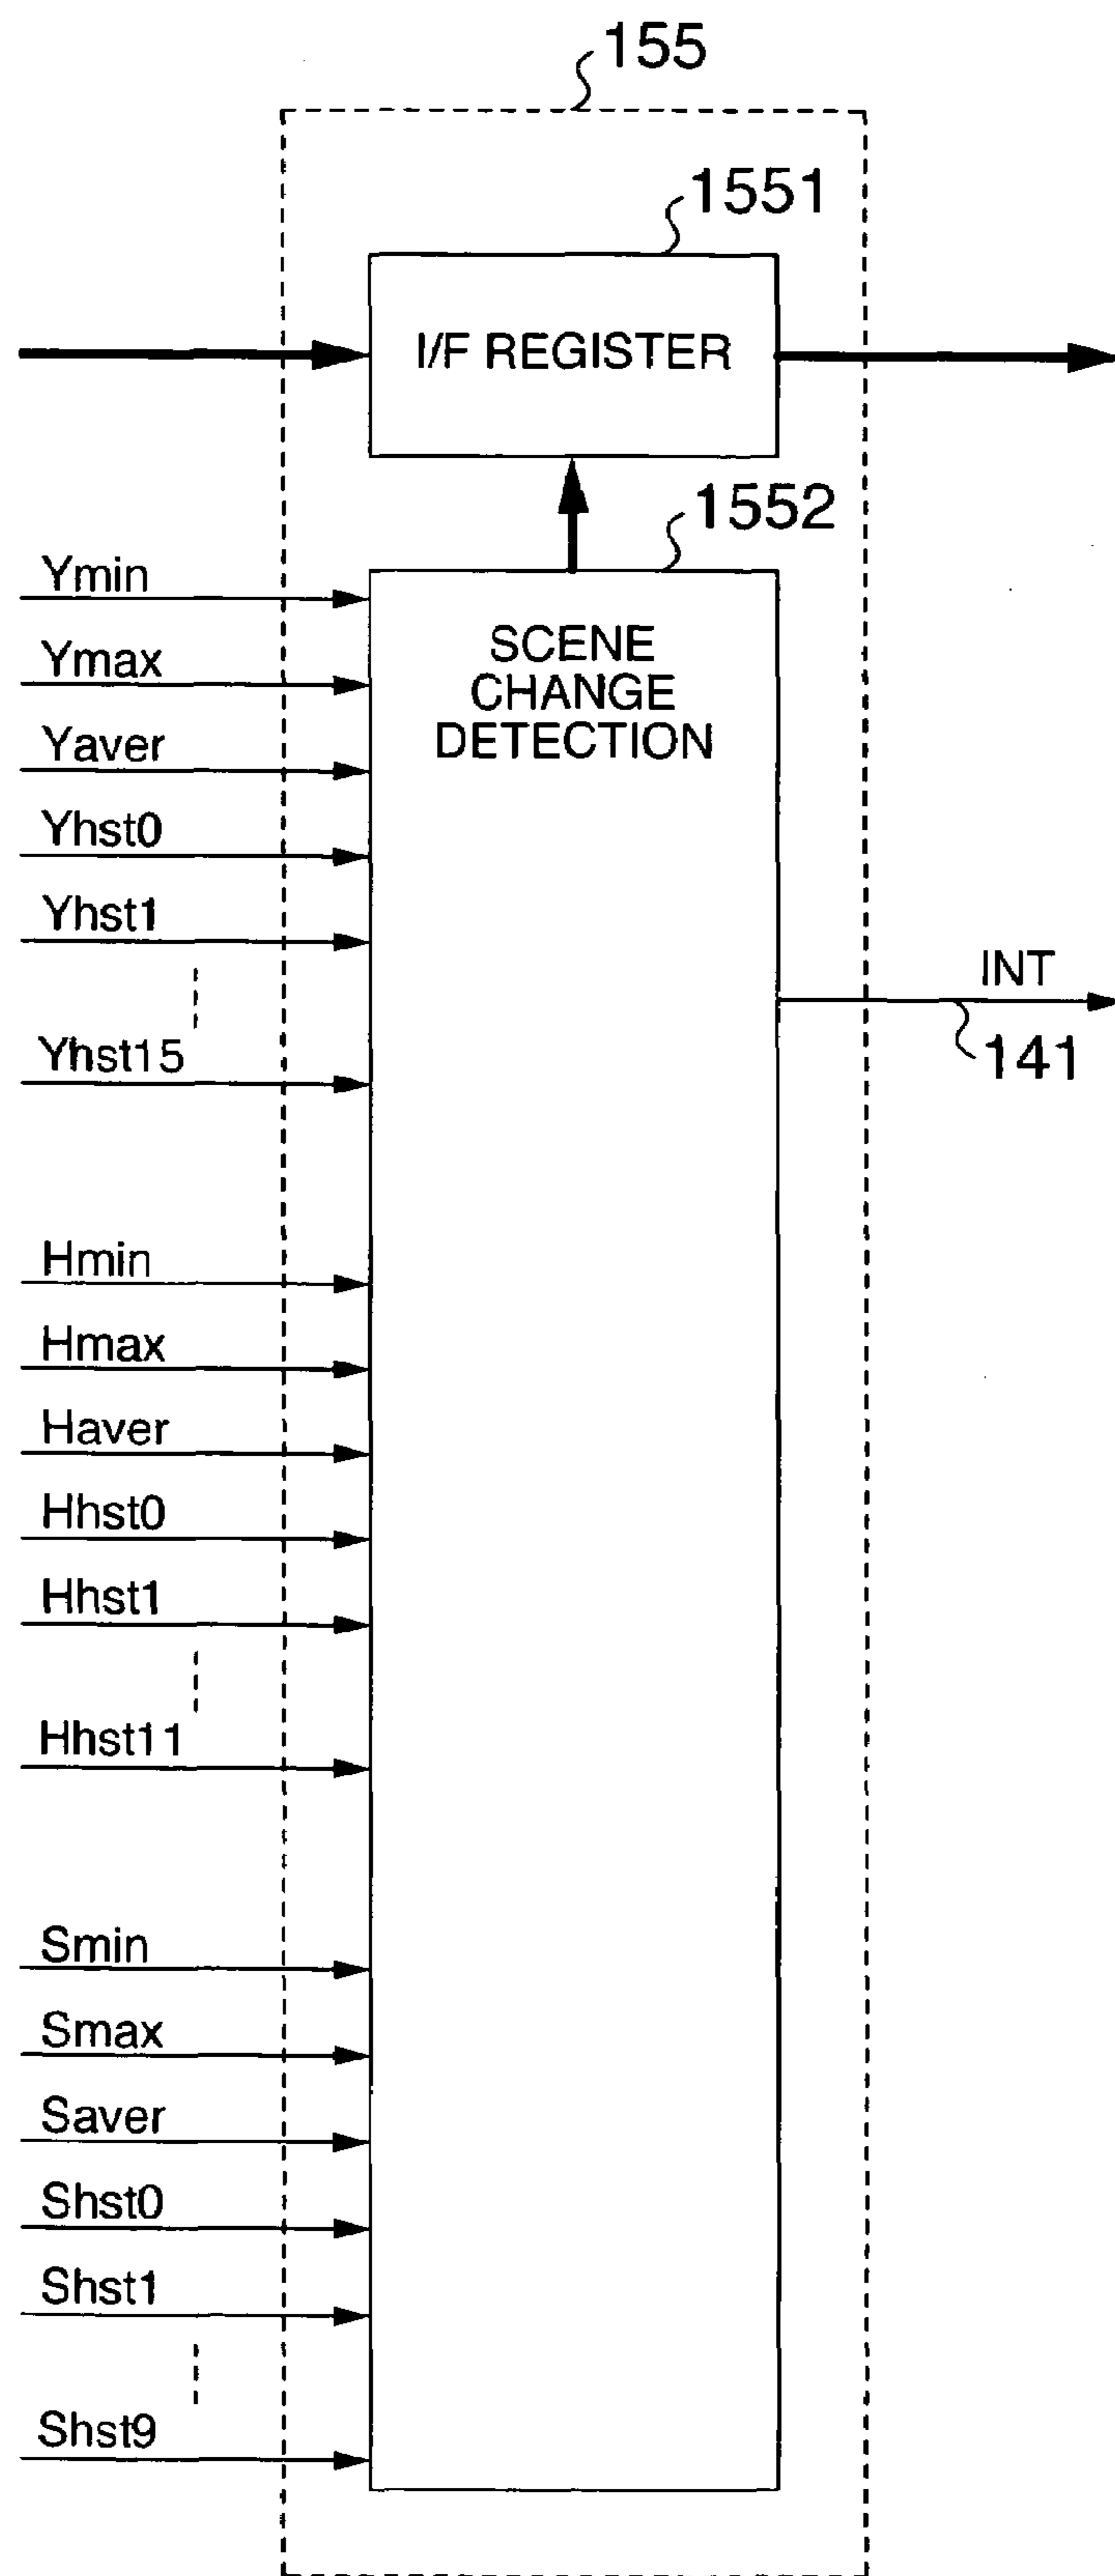 155
1551
I/F REGISTER
1552
Ymin
SCENE
CHANGE
DETECTION
Ymax
Yaver
Yhst0
Yhst1
INT
141
Yhst15
Hmin
Hmax
Haver
Hhst0
Hhst1
Hhst11
Smin
Smax
Saver
Shst0
Shst1
Shst9